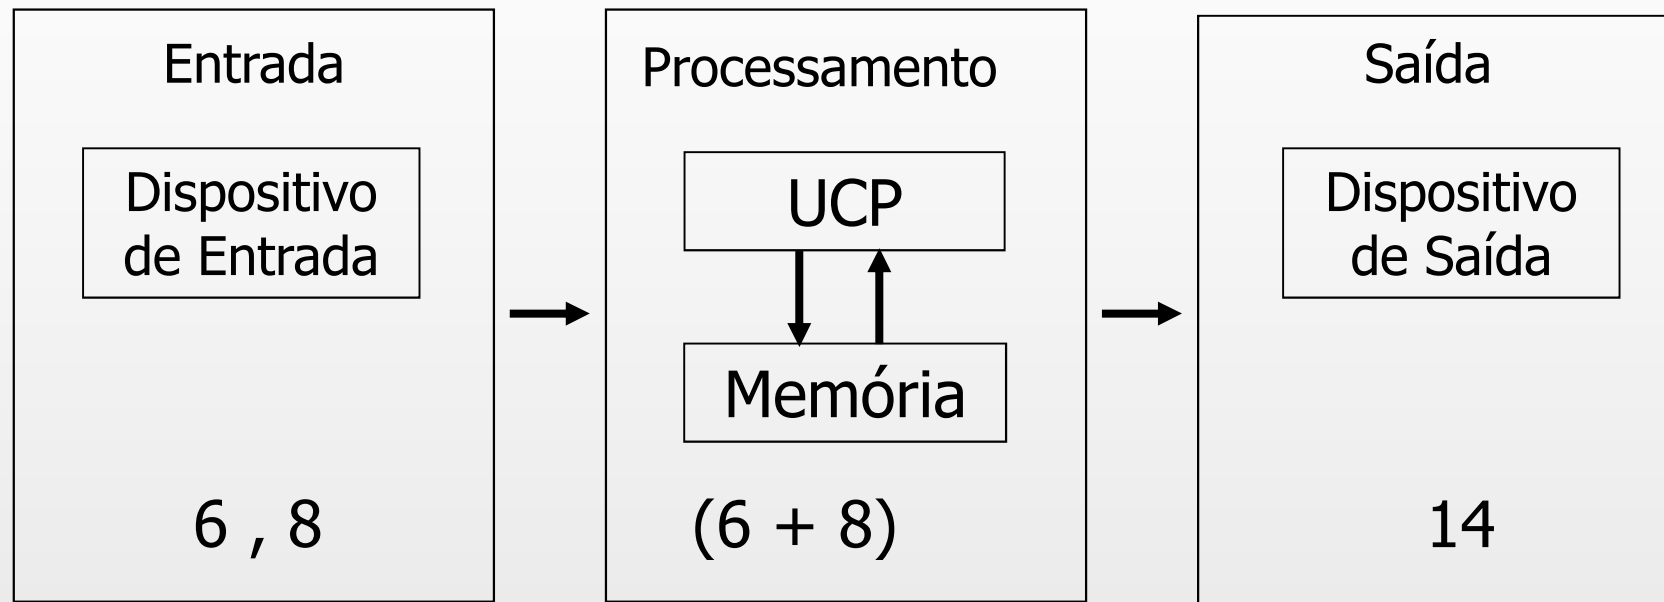 Entrada
Dispositivo
de Entrada
6 , 8
Processamento
UCP
Memória
(6 + 8)
Saída
Dispositivo
de Saída
14